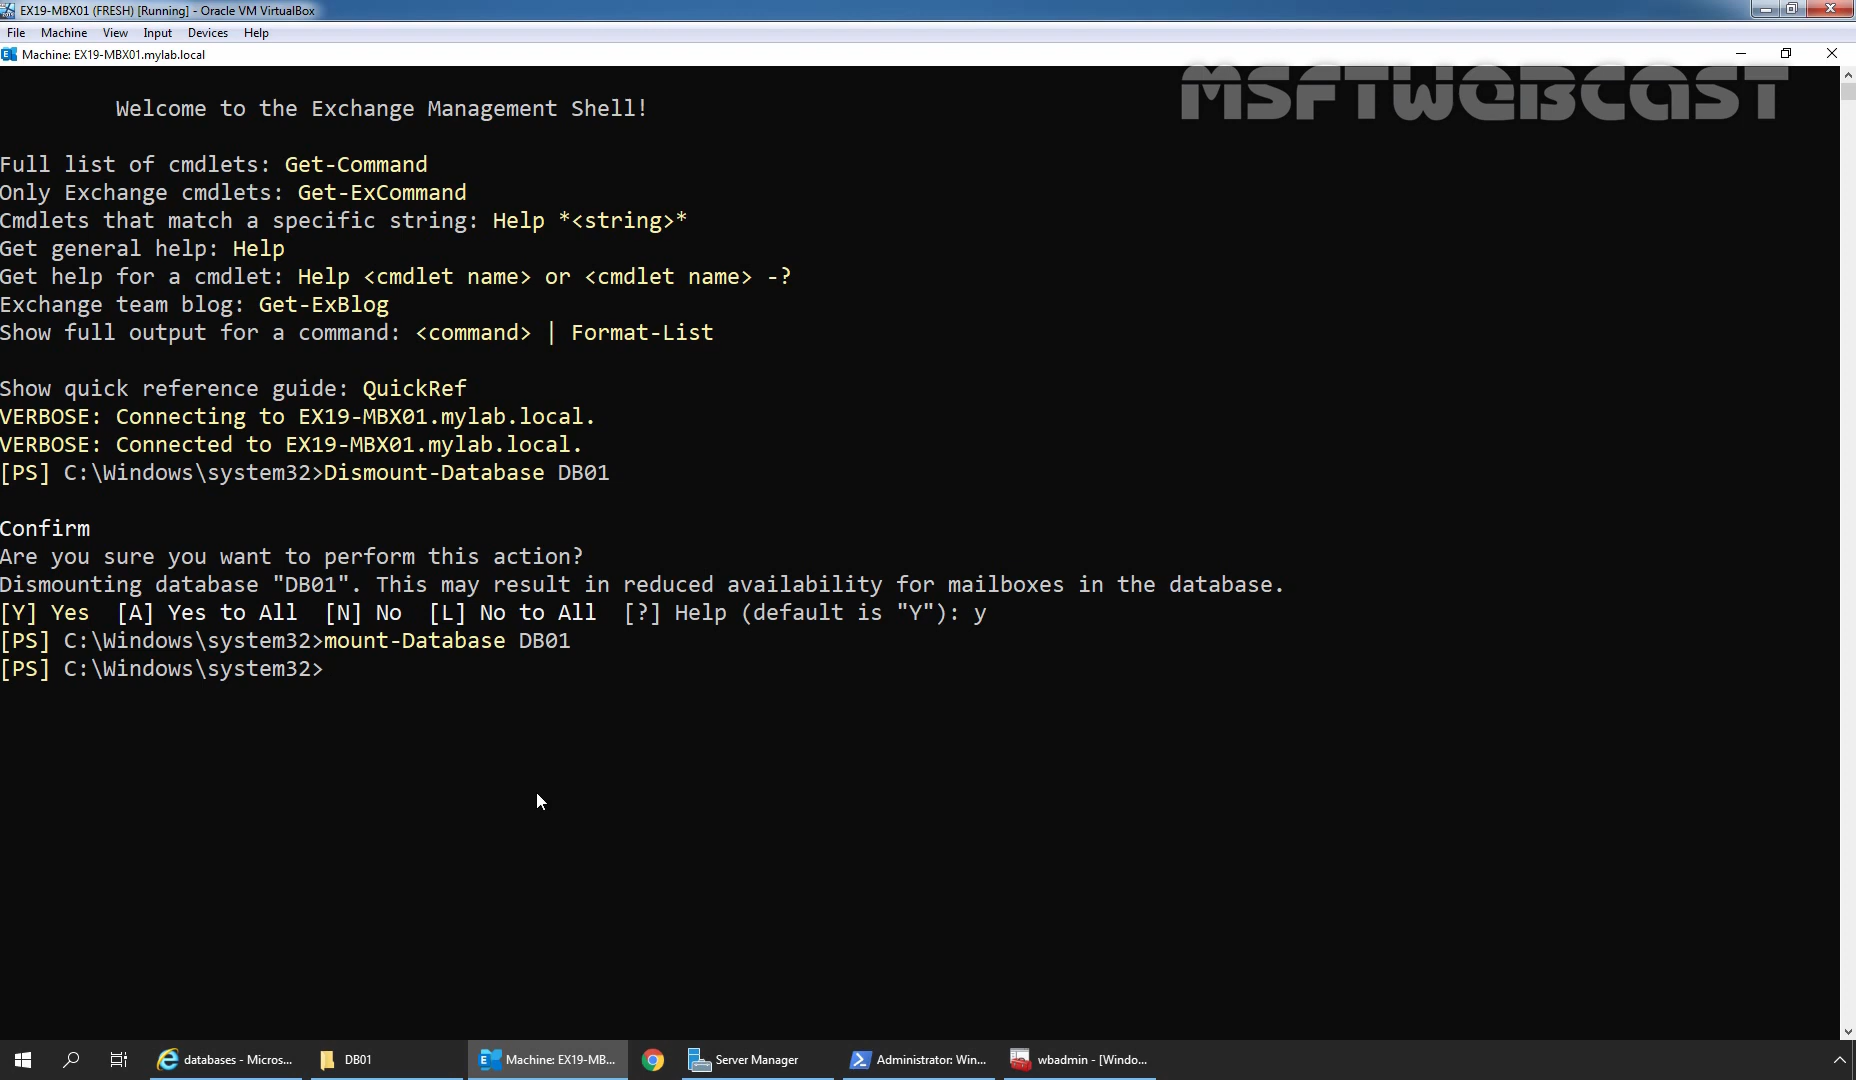 EX19-MBX01 (FRESH) [Running] - Oracle VM VirtualBox
File Machine View Input Devices Help
Machine: EX19-MBX01.mylab.local
MSFTWEBCAST
Welcome to the Exchange Management Shell!
Full list of cmdlets: Get-Command
Only Exchange cmdlets: Get-ExCommand
Cmdlets that match a specific string: Help *<string>*
Get general help: Help
Get help for a cmdlet: Help <cmdlet name> or <cmdlet name> -?
Exchange team blog: Get-ExBlog
Show full output for a command: <command> | Format-List
Show quick reference guide: QuickRef
VERBOSE: Connecting to EX19-MBX01.mylab.local.
VERBOSE: Connected to EX19-MBX01.mylab.local.
[PS] C:\Windows\system32>Dismount-Database DB01
Confirm
Are you sure you want to perform this action?
Dismounting database "DB01". This may result in reduced availability for mailboxes in the database.
[Y] Yes [A] Yes to All [N] No [L] No to All [?] Help (default is "Y"): y
[PS] C:\Windows\system32>mount-Database DB01
[PS] C:\Windows\system32>
databases - Micros... DB01 Machine: EX19-MB... Server Manager Administrator: Win... wbadmin - [Windo...